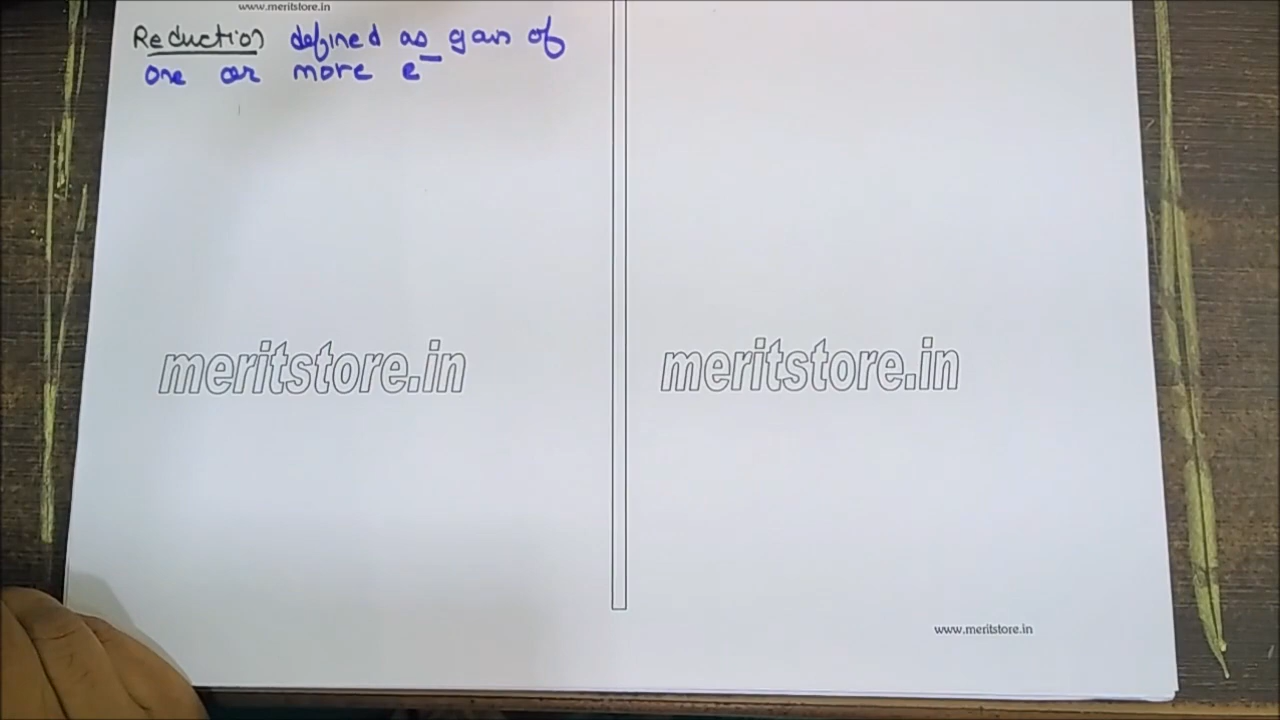 www.meritstore.in
Reduction defined as gain of
one or more e⁻
meritstore.in
meritstore.in
www.meritstore.in